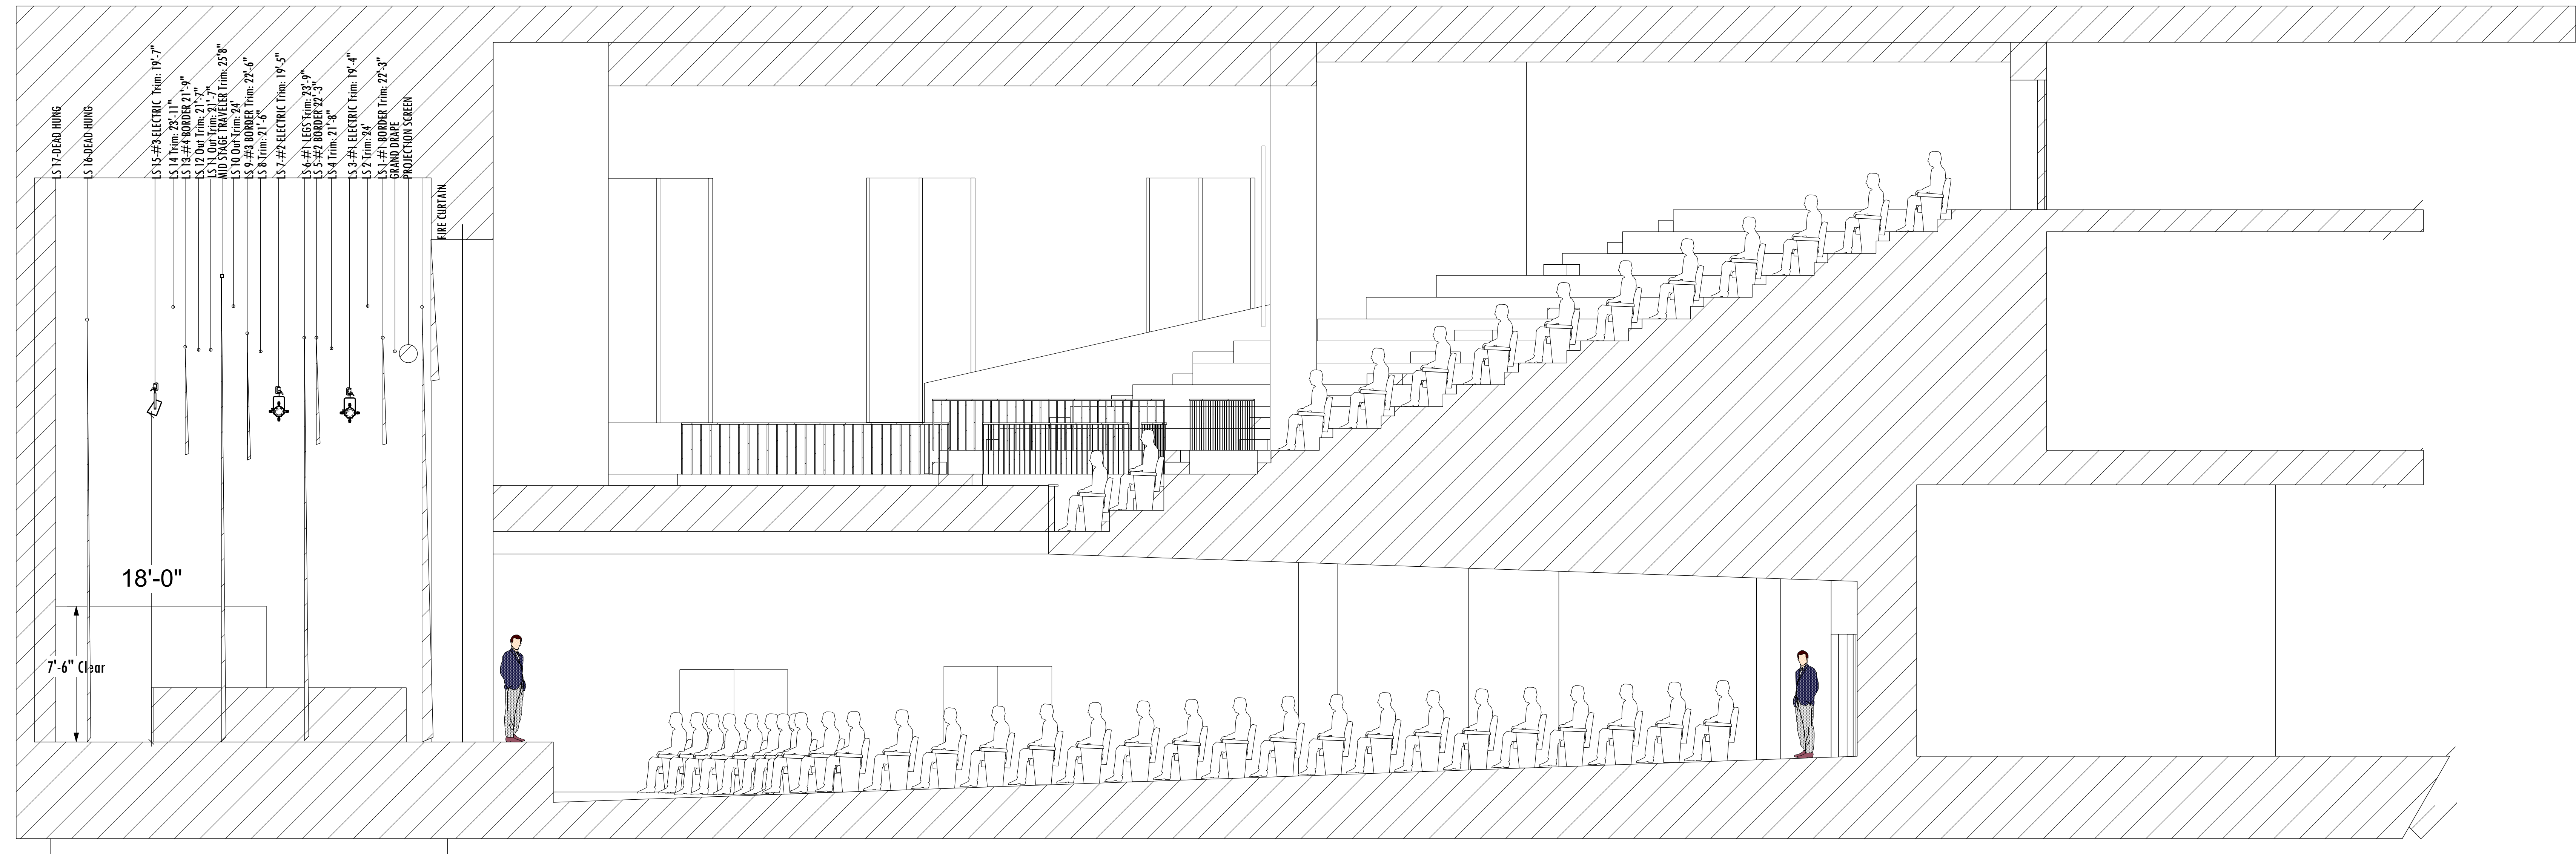 LS 17-DEAD HUNG
LS 16-DEAD HUNG
LS 15-#3 ELECTRIC Trim: 19'-7"
LS 14 Trim: 23'-11"
LS 13-#4 BORDER 21'-9"
LS 12 Out Trim: 21'-7"
LS 11 Out Trim: 21'-7"
MID STAGE TRAVELER Trim: 25'8"
LS 10 Out Trim: 24'
LS 9-#3 BORDER Trim: 22'-6"
LS 8 Trim: 21'-6"
LS-7-#2 ELECTRIC Trim: 19'-5"
LS-6-#1 LEGS Trim: 23'-9"
LS 5-#2 BORDER 22'-3"
LS-4 Trim: 21'-8"
LS-3-#1 ELECTRIC Trim: 19'-4"
LS 2 Trim: 24'
LS-1-#1 BORDER Trim: 22'-3"
GRAND DRAPE
PROJECTION SCREEN
FIRE CURTAIN
18'-0"
7'-6" Clear